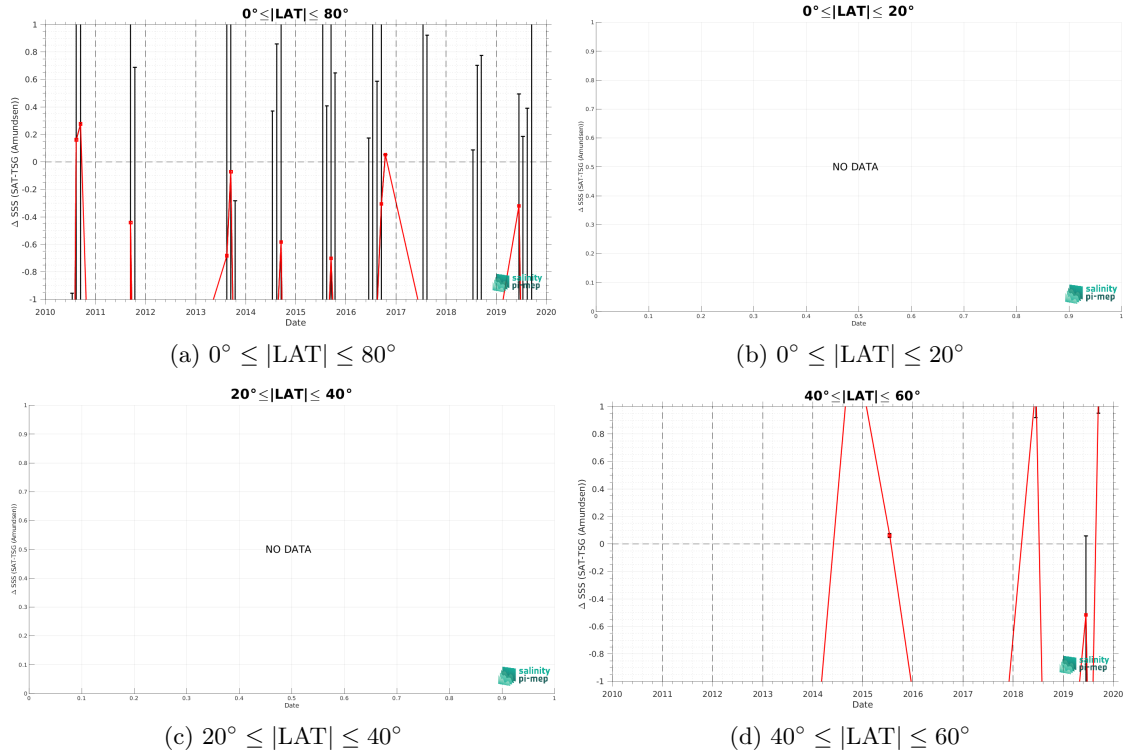 0°≤|LAT|≤ 80°
1
0.8
0.6
0.4
0.2
0
-0.2
-0.4
-0.6
-0.8
-1
Δ SSS (SAT-TSG (Amundsen))
2010 2011 2012 2013 2014 2015 2016 2017 2018 2019 2020
Date
salinity
pi-mep
(a) 0° ≤ |LAT| ≤ 80°
0°≤|LAT|≤ 20°
1
0.9
0.8
0.7
0.6
0.5
0.4
0.3
0.2
0.1
0
Δ SSS (SAT-TSG (Amundsen))
NO DATA
0 0.1 0.2 0.3 0.4 0.5 0.6 0.7 0.8 0.9 1
Date
salinity
pi-mep
(b) 0° ≤ |LAT| ≤ 20°
20°≤|LAT|≤ 40°
1
0.9
0.8
0.7
0.6
0.5
0.4
0.3
0.2
0.1
0
Δ SSS (SAT-TSG (Amundsen))
NO DATA
0 0.1 0.2 0.3 0.4 0.5 0.6 0.7 0.8 0.9 1
Date
salinity
pi-mep
(c) 20° ≤ |LAT| ≤ 40°
40°≤|LAT|≤ 60°
1
0.8
0.6
0.4
0.2
0
-0.2
-0.4
-0.6
-0.8
-1
Δ SSS (SAT-TSG (Amundsen))
2010 2011 2012 2013 2014 2015 2016 2017 2018 2019 2020
Date
salinity
pi-mep
(d) 40° ≤ |LAT| ≤ 60°